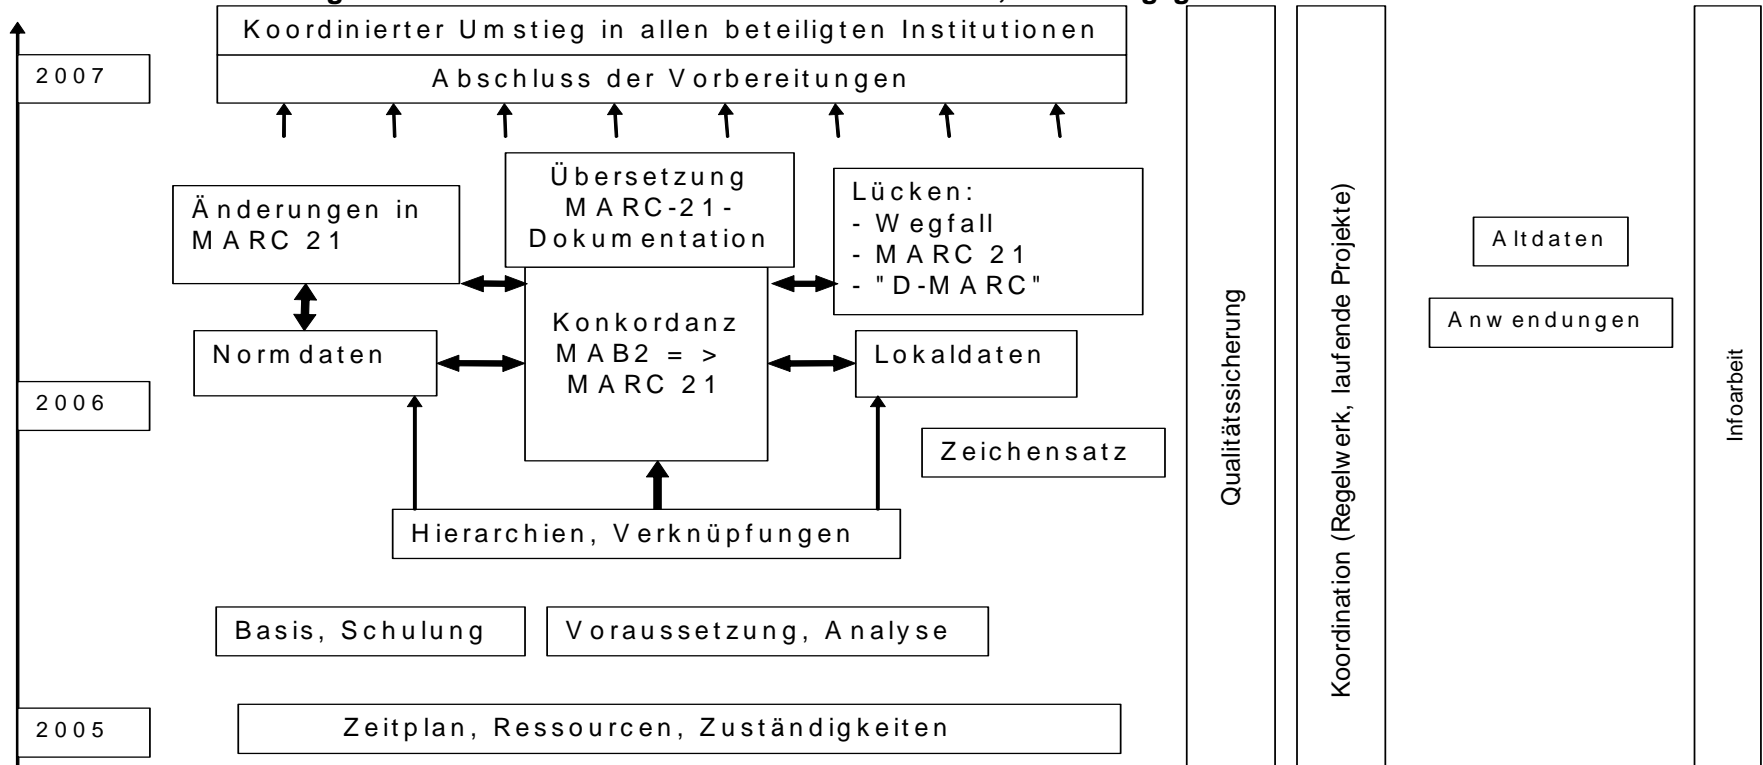 Koordinierter Umstieg in allen beteiligten Institutionen
2007
Abschluss der Vorbereitungen
Änderungen in
MARC 21
Übersetzung
MARC-21-
Dokumentation
Lücken:
- Wegfall
- MARC 21
- "D-MARC"
Normdaten
Konkordanz
MAB2 = >
MARC 21
Lokaldaten
2006
Zeichensatz
Hierarchien, Verknüpfungen
Basis, Schulung
Voraussetzung, Analyse
2005
Zeitplan, Ressourcen, Zuständigkeiten
Qualitätssicherung
Koordination (Regelwerk, laufende Projekte)
Altdaten
Anwendungen
Infoarbeit